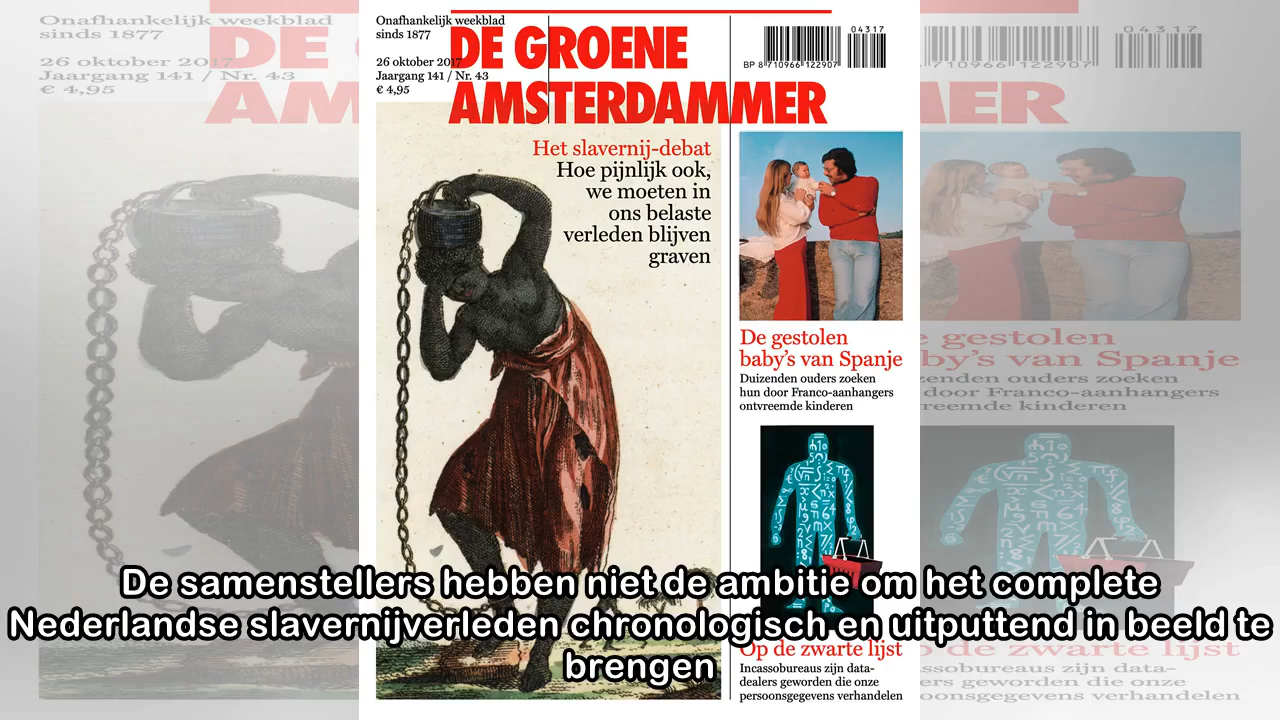 Onafhankelijk weekblad
sinds 1877
26 oktober 2017
Jaargang 141 / Nr. 43
€ 4,95
DE GROENE
AMSTERDAMMER
04317
BP 8 710966 122907
Het slavernij-debat
Hoe pijnlijk ook,
we moeten in
ons belaste
verleden blijven
graven
De gestolen
baby's van Spanje
Duizenden ouders zoeken
hun door Franco-aanhangers
ontvreemde kinderen
Op de zwarte lijst
Incassobureaus zijn data-
dealers geworden die onze
persoonsgegevens verhandelen
De samenstellers hebben niet de ambitie om het complete
Nederlandse slavernijverleden chronologisch en uitputtend in beeld te
brengen